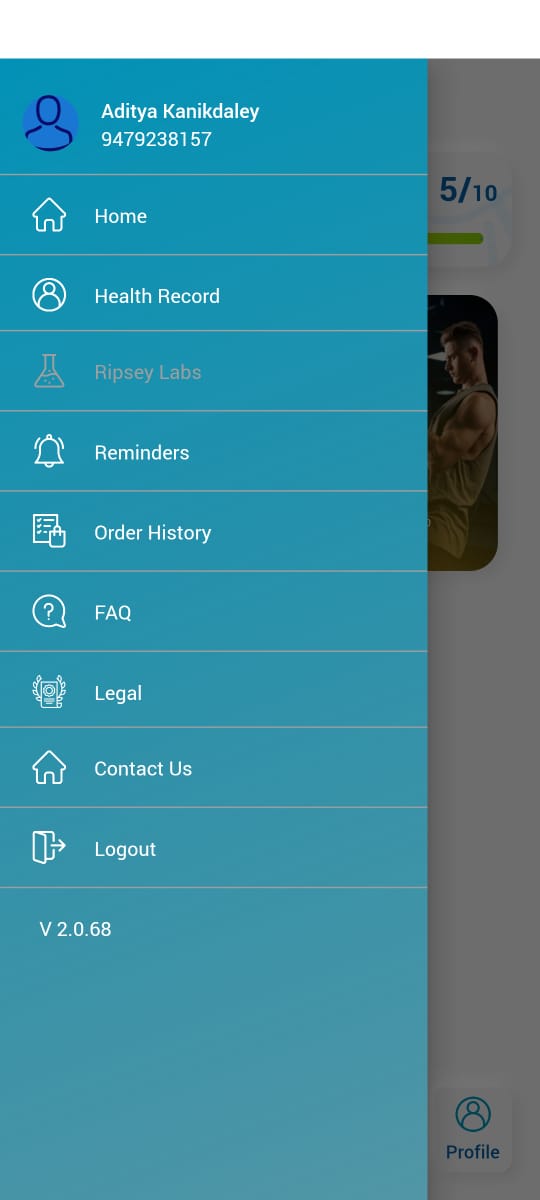 Aditya Kanikdaley
9479238157
5/10
Home
Health Record
Ripsey Labs
Reminders
Order History
FAQ
Legal
Contact Us
Logout
V 2.0.68
Profile